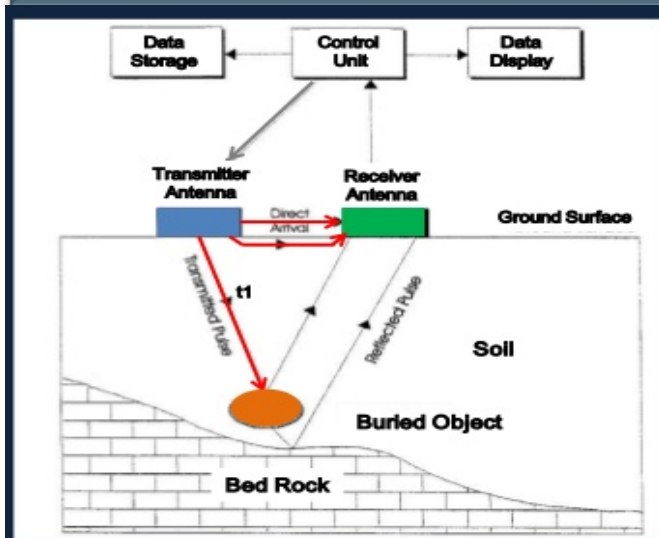 Data
Storage
Control
Unit
Data
Display
Transmitter
Antenna
Receiver
Antenna
Direct
Arrival
Ground Surface
Transmitted Pulse
t1
Reflected Pulse
Soil
Buried Object
Bed Rock